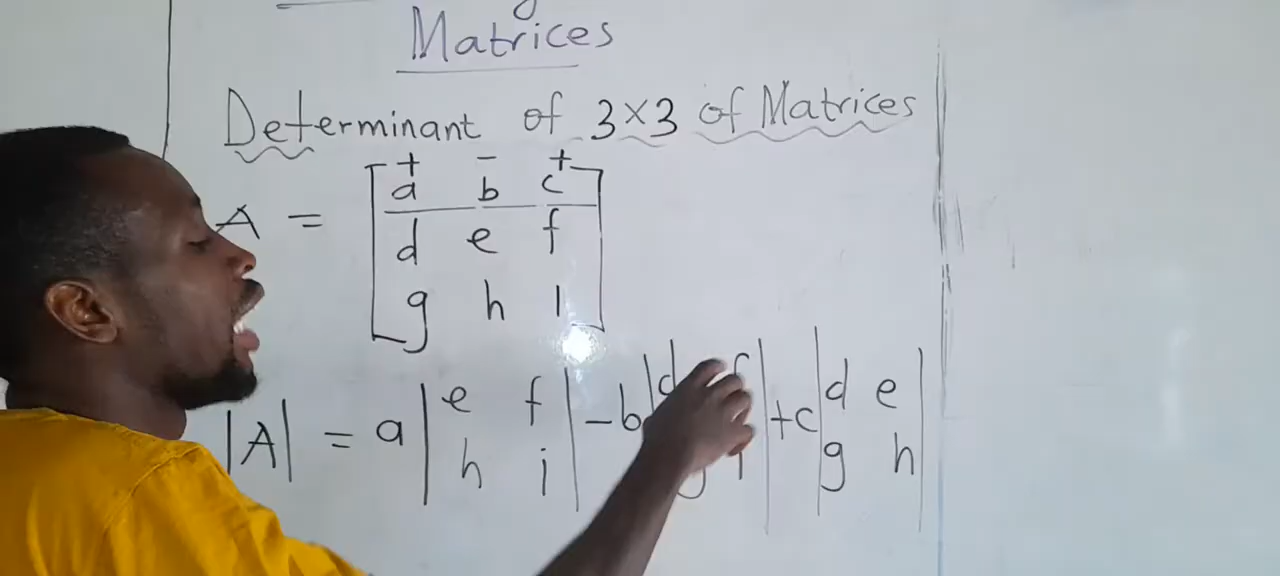 Matrices
Determinant of 3×3 of Matrices
+ − +
A = [ a b c
d e f
g h i ]
|A| = a | e f | − b | d f | + c | d e |
h i g i g h